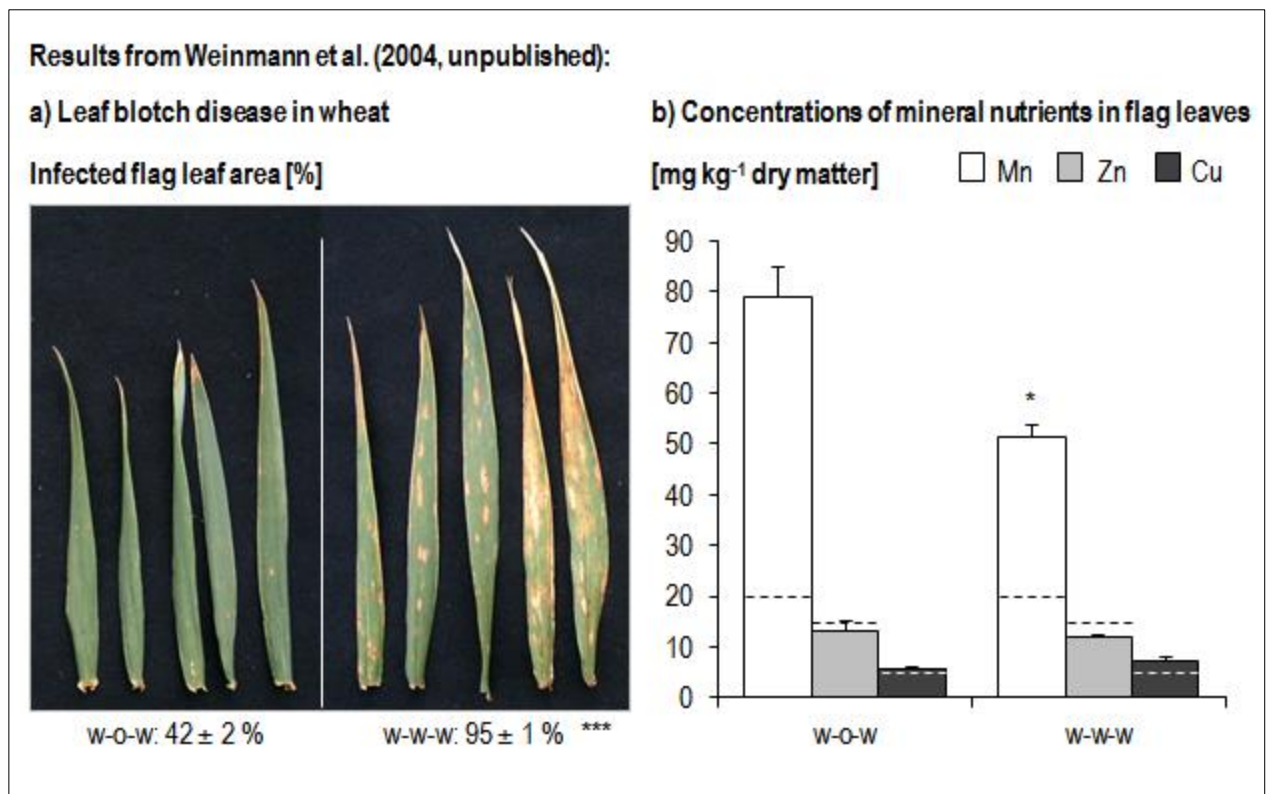 Results from Weinmann et al. (2004, unpublished):
a) Leaf blotch disease in wheat
Infected flag leaf area [%]
w-o-w: 42 ± 2 %
w-w-w: 95 ± 1 % ***
b) Concentrations of mineral nutrients in flag leaves
[mg kg⁻¹ dry matter]
Mn Zn Cu
90
80
70
60
*
50
40
30
20
10
0
w-o-w w-w-w